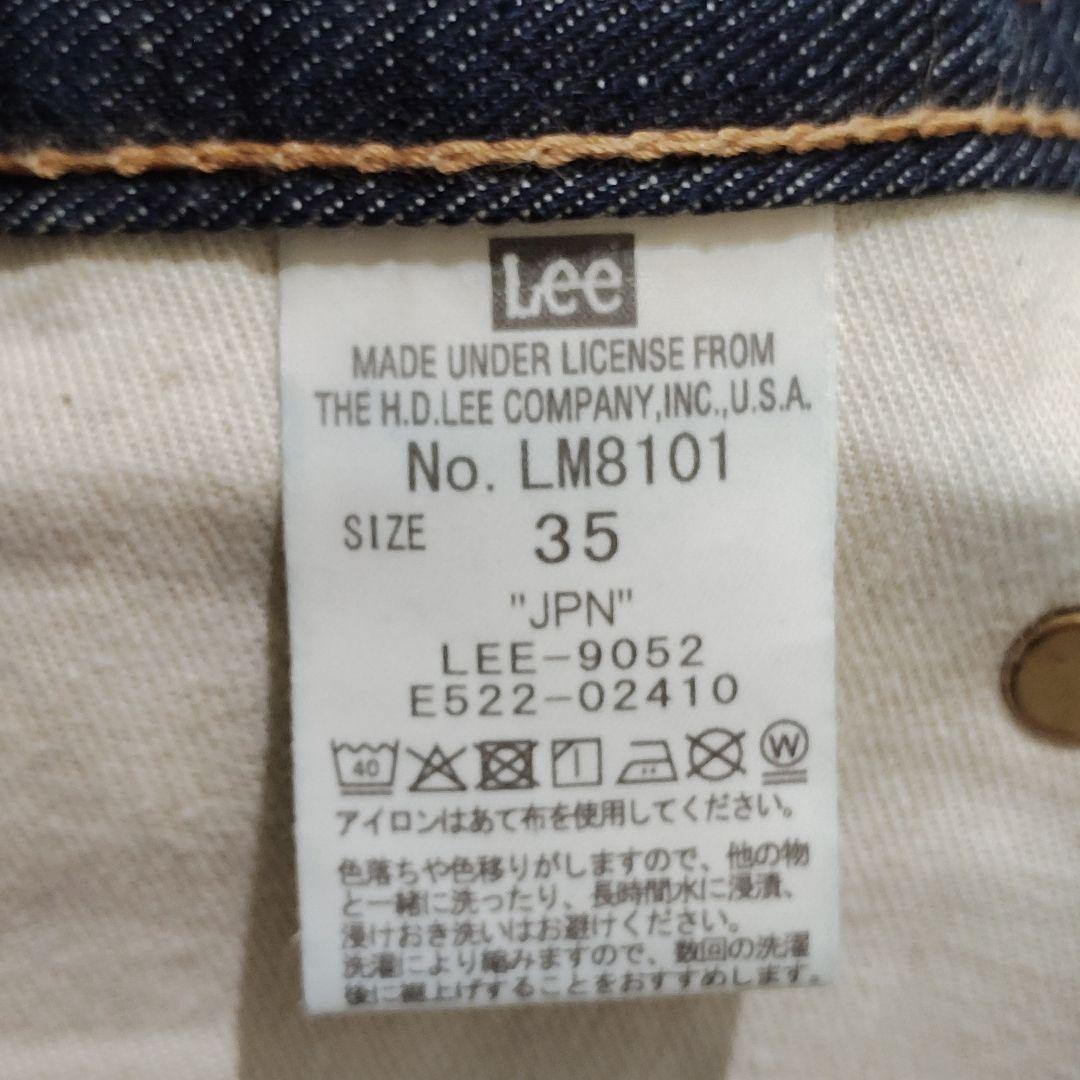 Lee
MADE UNDER LICENSE FROM
THE H.D.LEE COMPANY,INC.,U.S.A.
No. LM8101
SIZE 35
"JPN"
LEE-9052
E522-02410
40 W
アイロンはあて布を使用してください。
色落ちや色移りがしますので、他の物
と一緒に洗ったり、長時間水に浸漬、
浸けおき洗いはお避けください。
洗濯により縮みますので、数回の洗濯
後に裾上げすることをおすすめします。